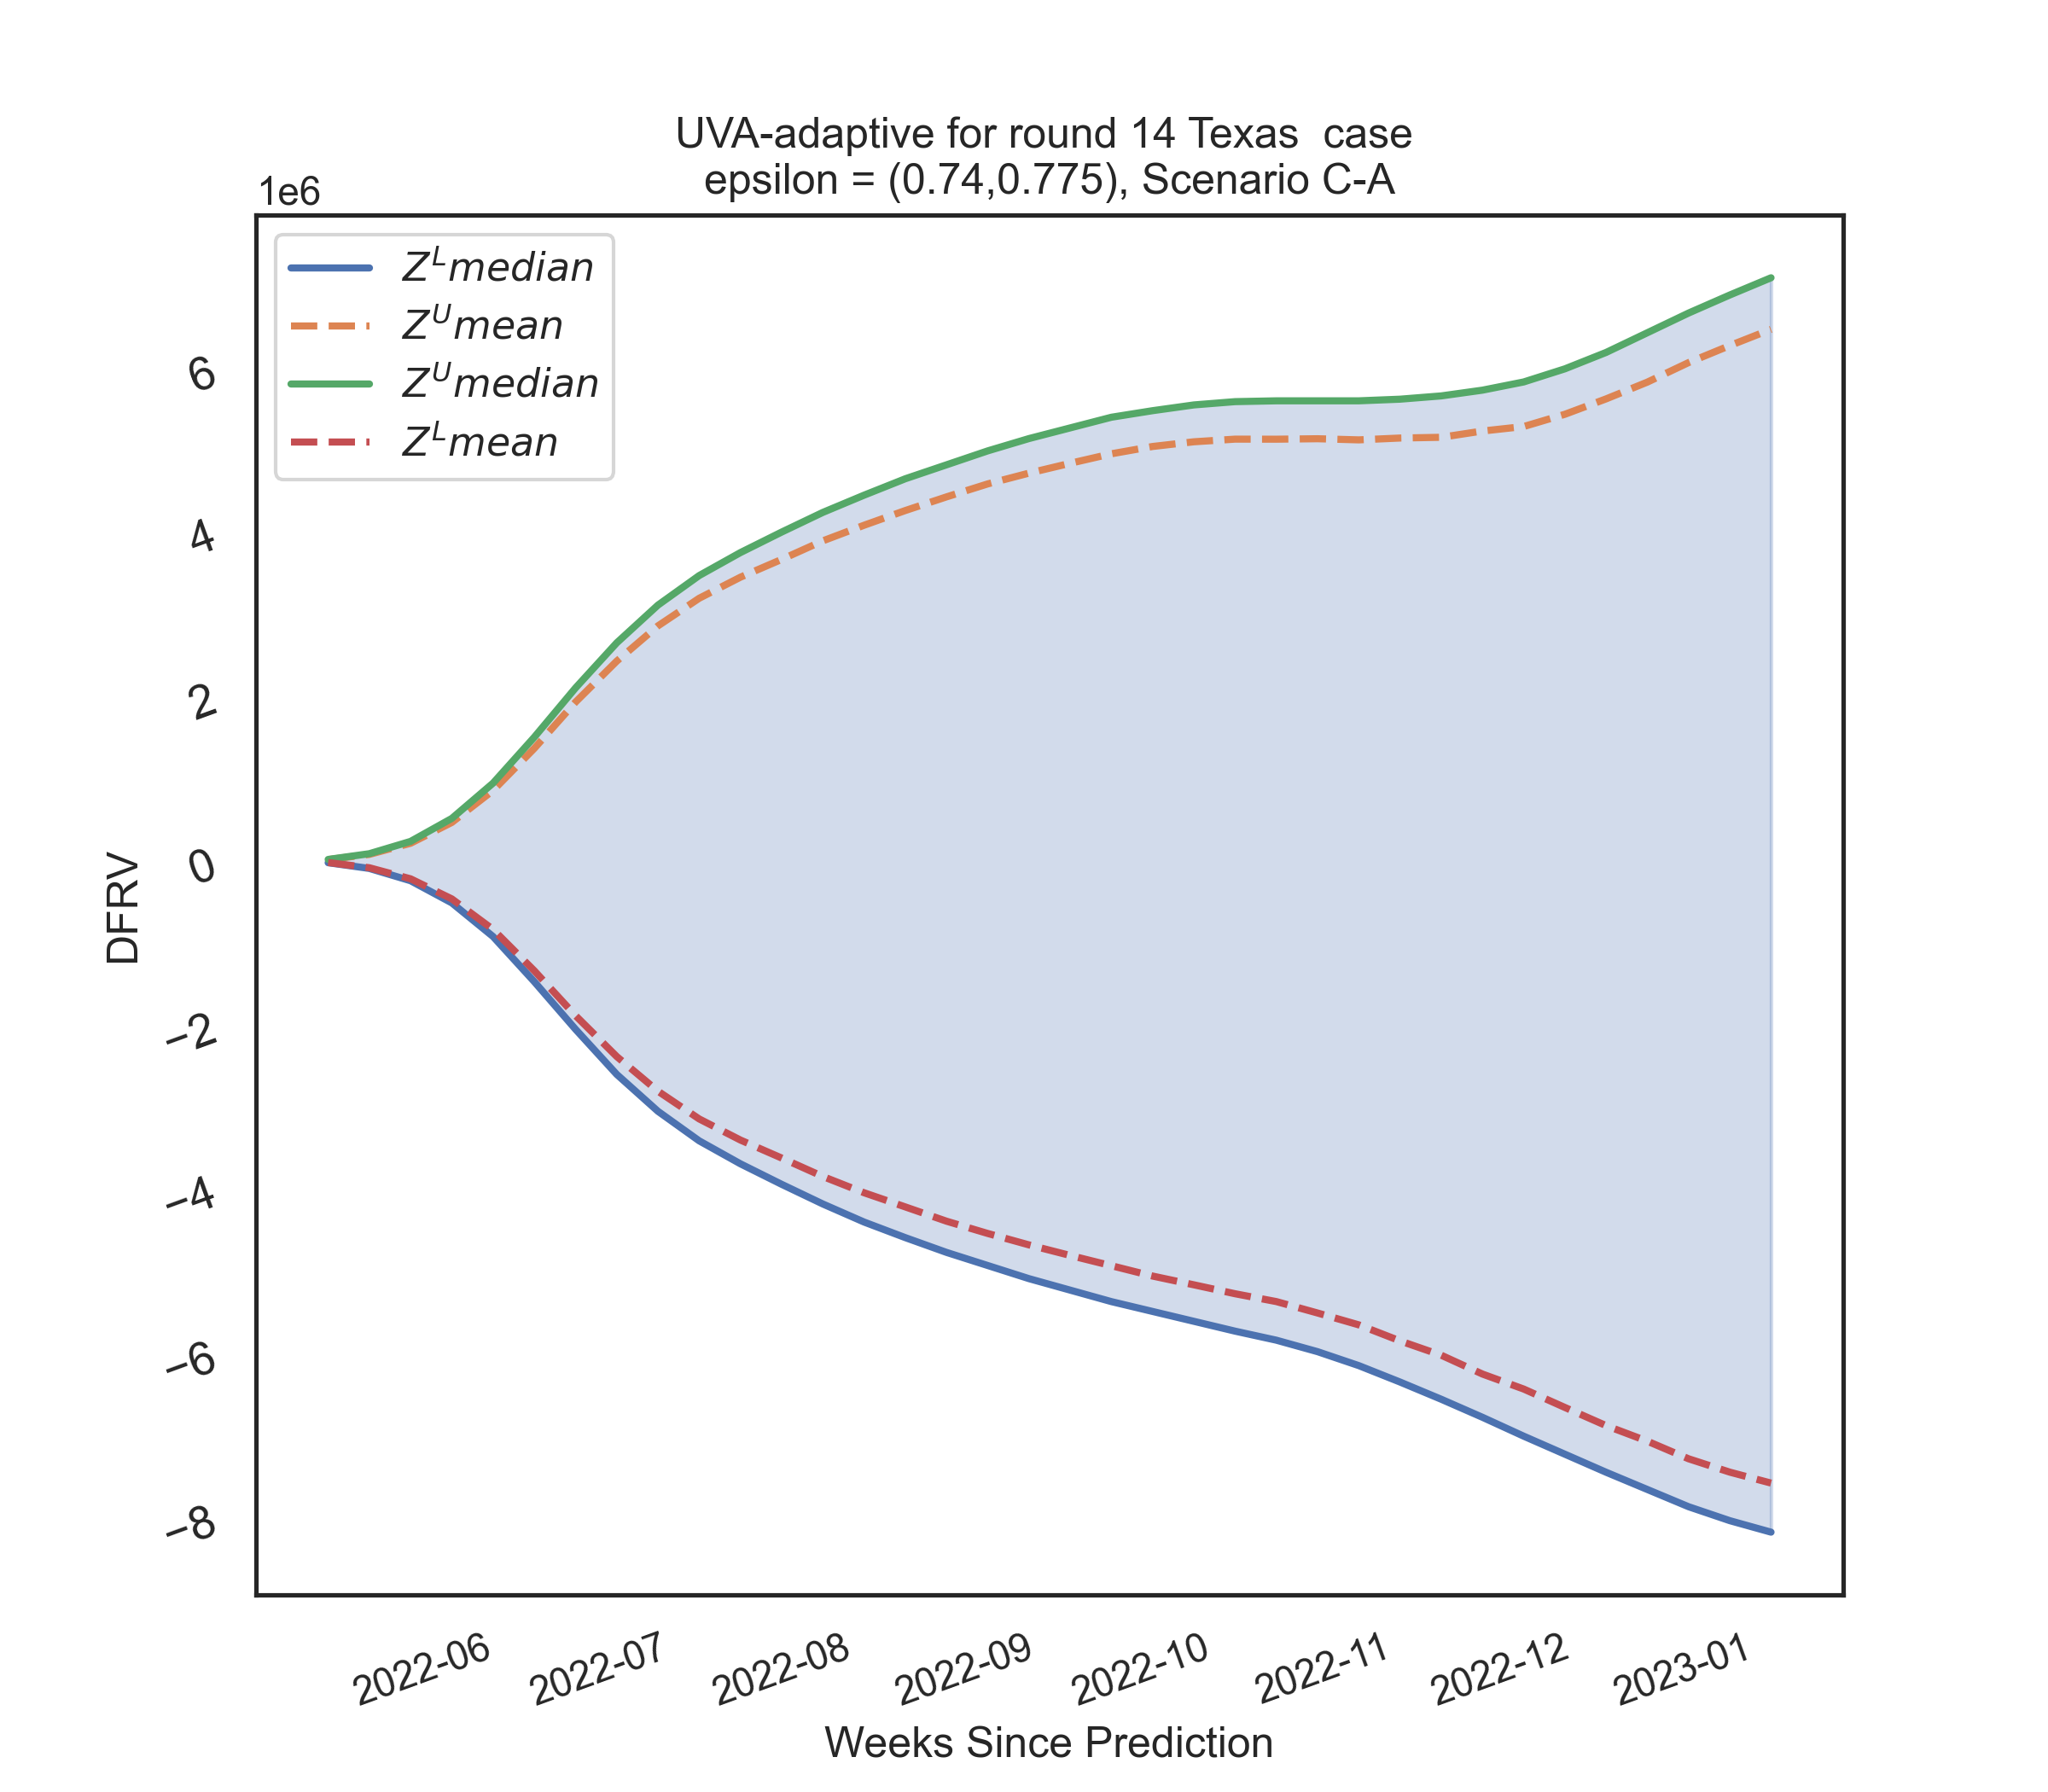 UVA-adaptive for round 14 Texas  case
epsilon = (0.74,0.775), Scenario C-A
1e6
Z^L median
Z^U mean
Z^U median
Z^L mean
6
4
2
0
−2
−4
−6
−8
DFRV
2022-06
2022-07
2022-08
2022-09
2022-10
2022-11
2022-12
2023-01
Weeks Since Prediction